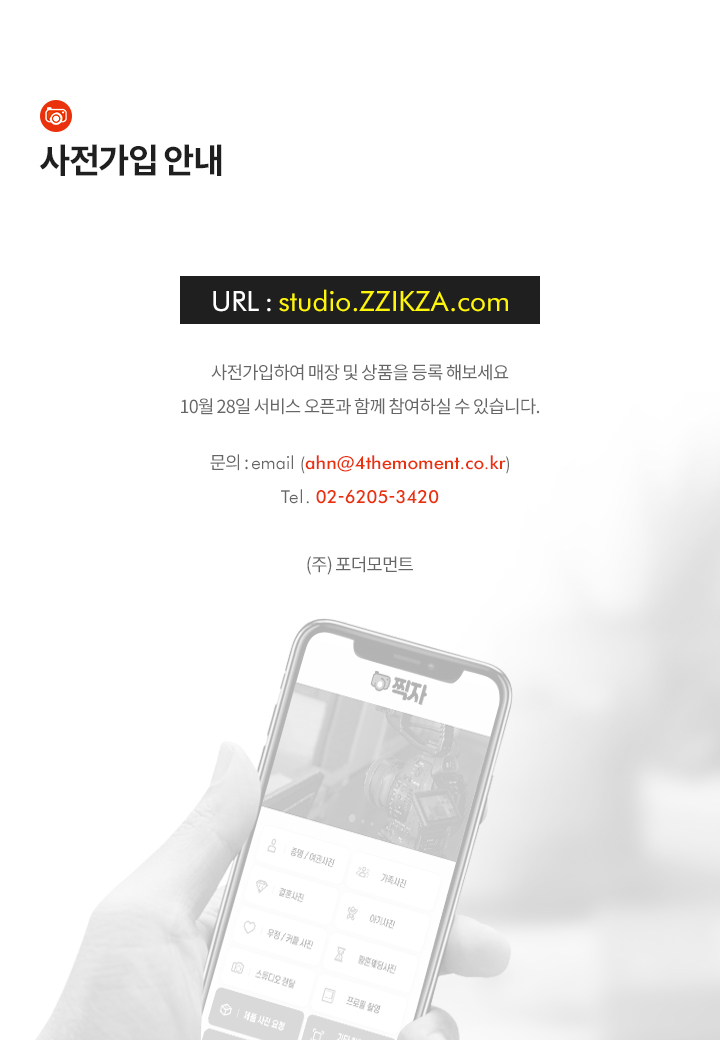 사전가입 안내
URL : studio.ZZIKZA.com
사전가입하여 매장 및 상품을 등록 해보세요
10월 28일 서비스 오픈과 함께 참여하실 수 있습니다.
문의 : email (ahn@4themoment.co.kr)
Tel. 02-6205-3420
(주) 포더모먼트
찍자
증명 / 여권사진
가족사진
결혼사진
아기사진
우정 / 커플 사진
황혼몇담사진
스튜디오 렌탈
프로필 촬영
제품 사진 요청